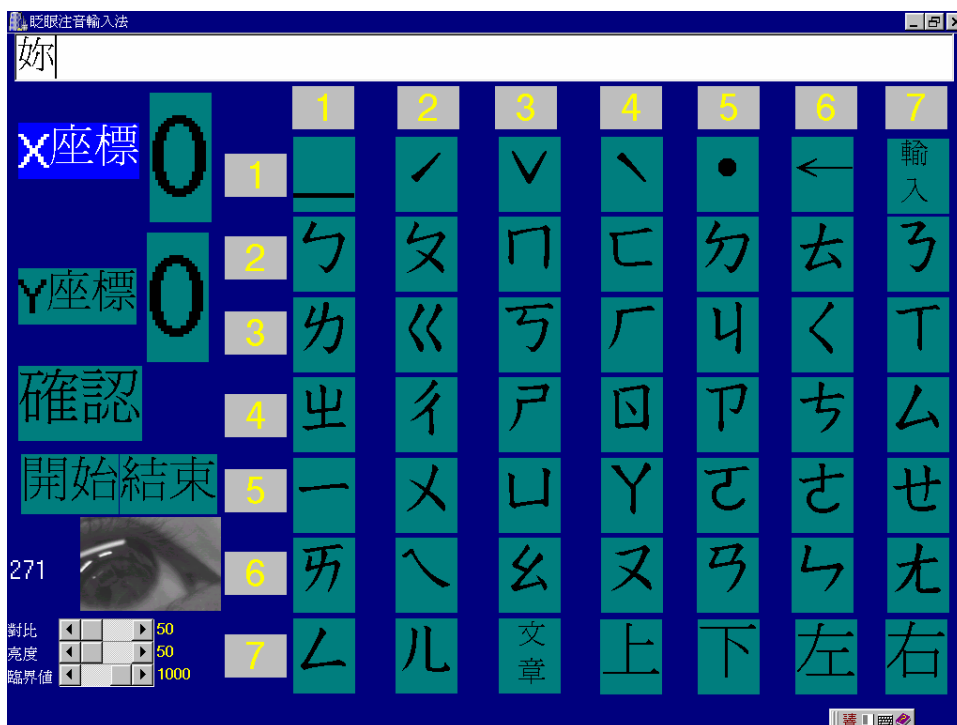 眨眼注音輸入法
妳
1 2 3 4 5 6 7
X座標 0
1 ＿ ˊ ˇ ˋ ˙ ← 輸入
Y座標 0
2 ㄅ ㄆ ㄇ ㄈ ㄉ ㄊ ㄋ
3 ㄌ ㄍ ㄎ ㄏ ㄐ ㄑ ㄒ
確認
4 ㄓ ㄔ ㄕ ㄖ ㄗ ㄘ ㄙ
開始 結束
5 ㄧ ㄨ ㄩ ㄚ ㄛ ㄜ ㄝ
271
6 ㄞ ㄟ ㄠ ㄡ ㄢ ㄣ ㄤ
對比 50
亮度 50
臨界值 1000
7 ㄥ ㄦ 文章 上 下 左 右